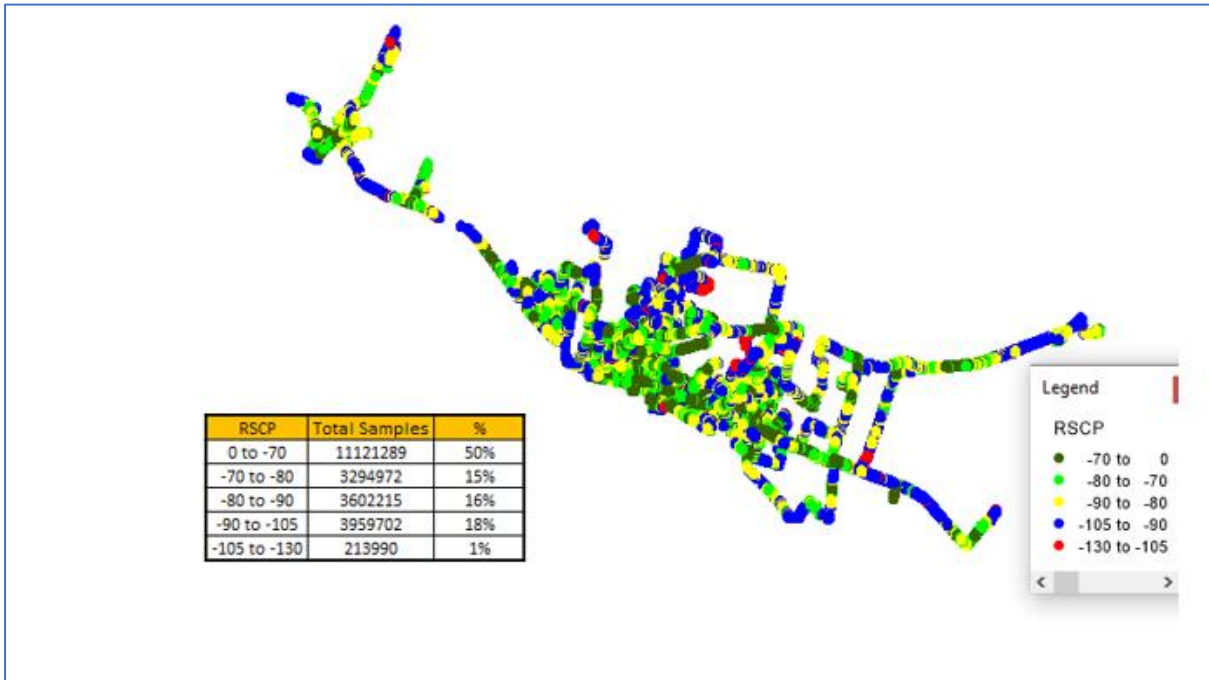 RSCP Total Samples %
0 to -70 11121289 50%
-70 to -80 3294972 15%
-80 to -90 3602215 16%
-90 to -105 3959702 18%
-105 to -130 213990 1%
Legend
RSCP
-70 to 0
-80 to -70
-90 to -80
-105 to -90
-130 to -105